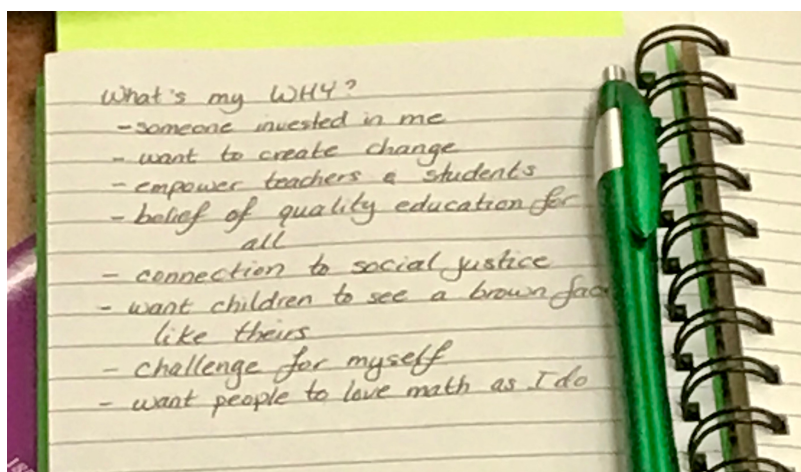 What's my WHY?
- someone invested in me
- want to create change
- empower teachers & students
- belief of quality education for
all
- connection to social justice
- want children to see a brown face
like theirs
- challenge for myself
- want people to love math as I do